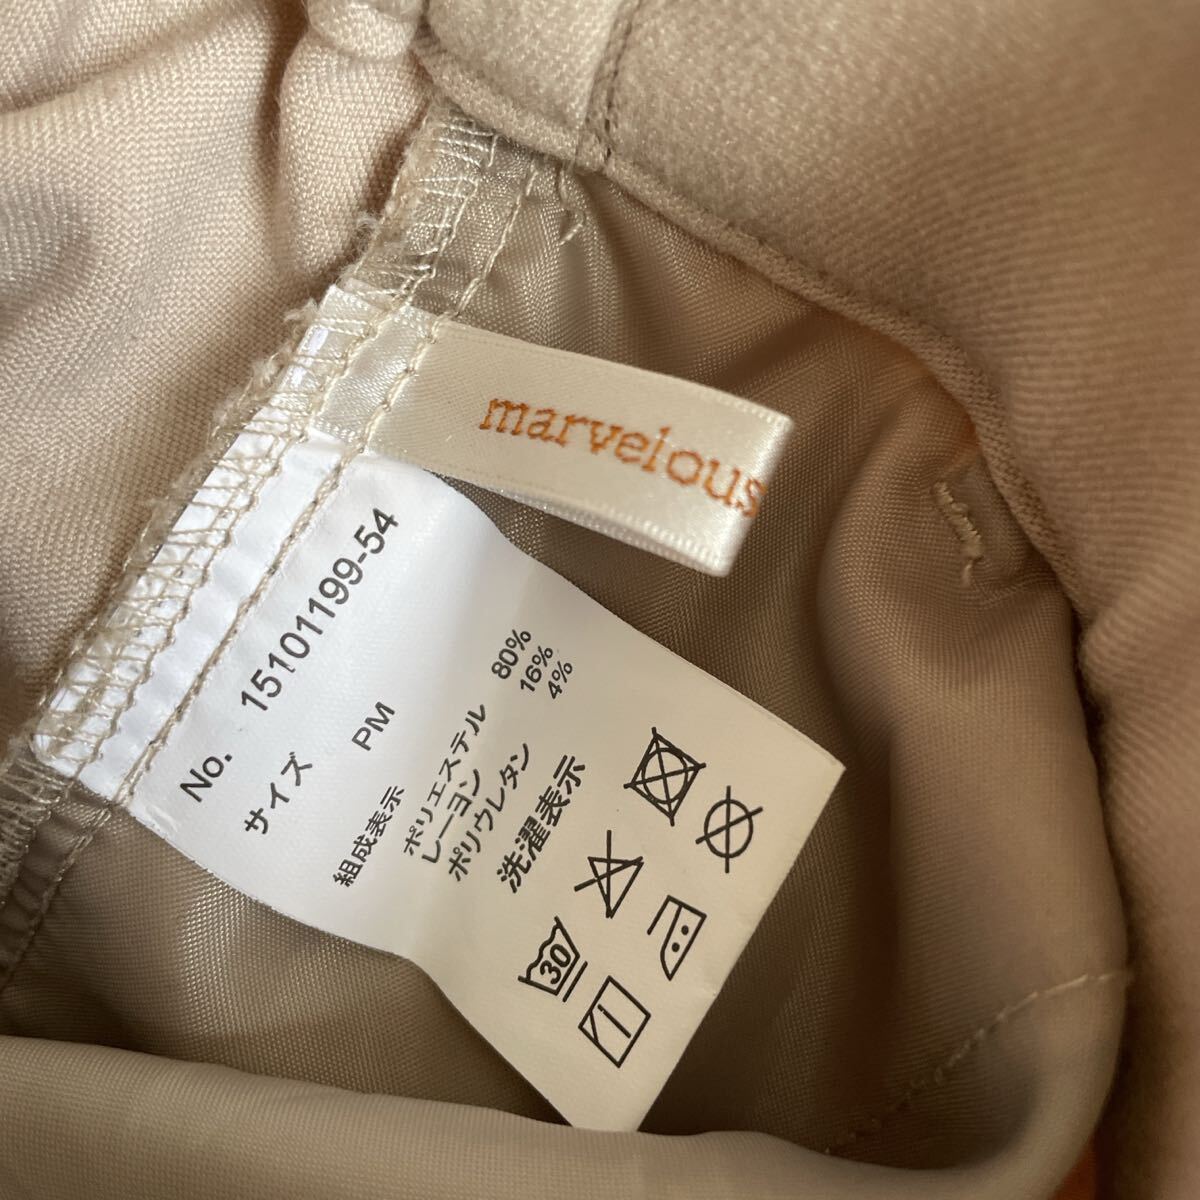 marvelous
No. 15101199-54
サイズ PM
組成表示
ポリエステル 80%
レーヨン 16%
ポリウレタン 4%
洗濯表示
30